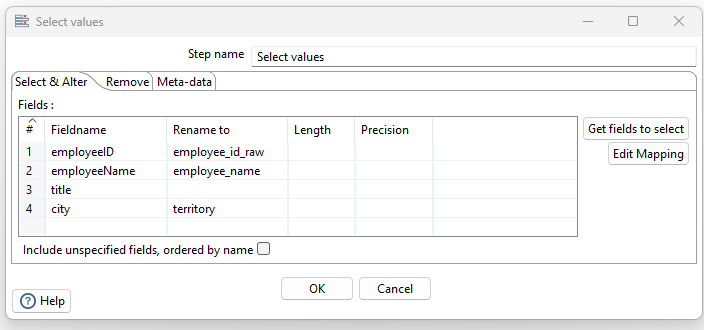 Select values
Step name Select values
Select & Alter Remove Meta-data
Fields :
# Fieldname Rename to Length Precision
1 employeeID employee_id_raw
2 employeeName employee_name
3 title
4 city territory
Get fields to select
Edit Mapping
Include unspecified fields, ordered by name
OK Cancel
Help